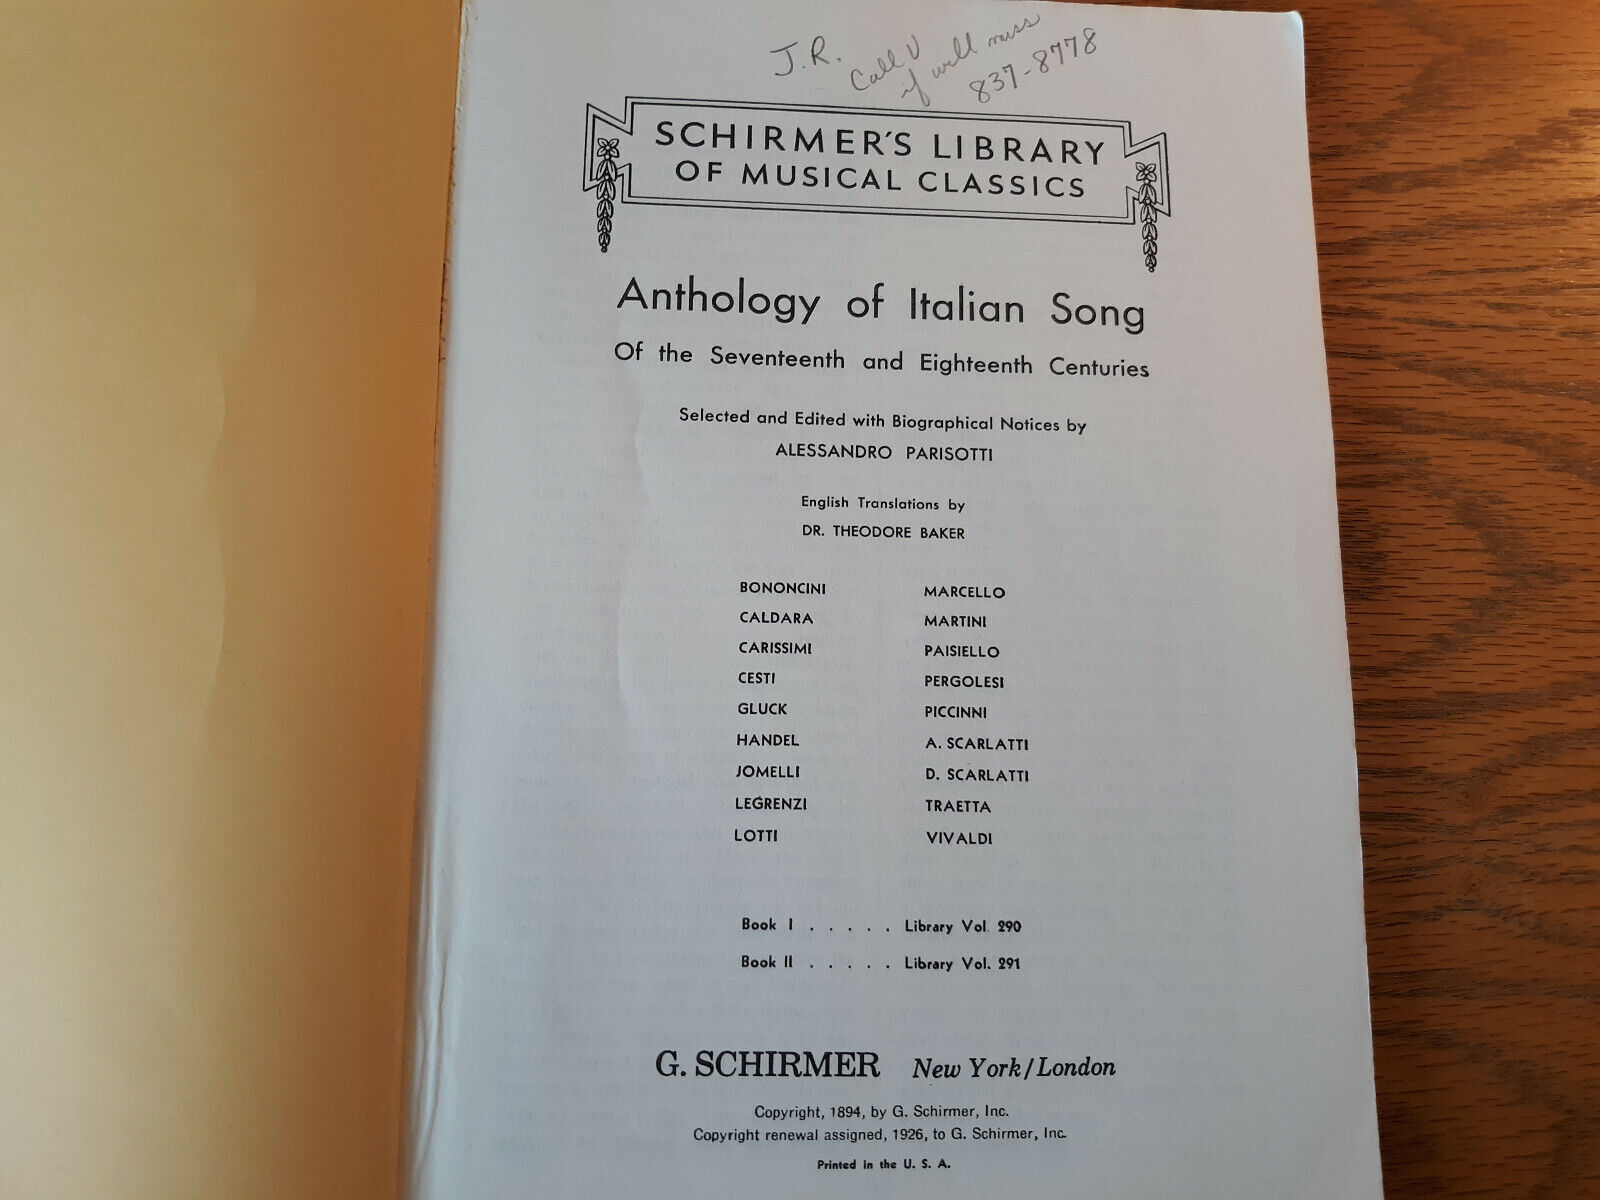 J.R.
Call V
if will miss
837-8778
SCHIRMER'S LIBRARY
OF MUSICAL CLASSICS
Anthology of Italian Song
Of the Seventeenth and Eighteenth Centuries
Selected and Edited with Biographical Notices by
ALESSANDRO PARISOTTI
English Translations by
DR. THEODORE BAKER
BONONCINI
CALDARA
CARISSIMI
CESTI
GLUCK
HANDEL
JOMELLI
LEGRENZI
LOTTI
MARCELLO
MARTINI
PAISIELLO
PERGOLESI
PICCINNI
A. SCARLATTI
D. SCARLATTI
TRAETTA
VIVALDI
Book I . . . . . Library Vol. 290
Book II . . . . . Library Vol. 291
G. SCHIRMER New York/London
Copyright, 1894, by G. Schirmer, Inc.
Copyright renewal assigned, 1926, to G. Schirmer, Inc.
Printed in the U. S. A.